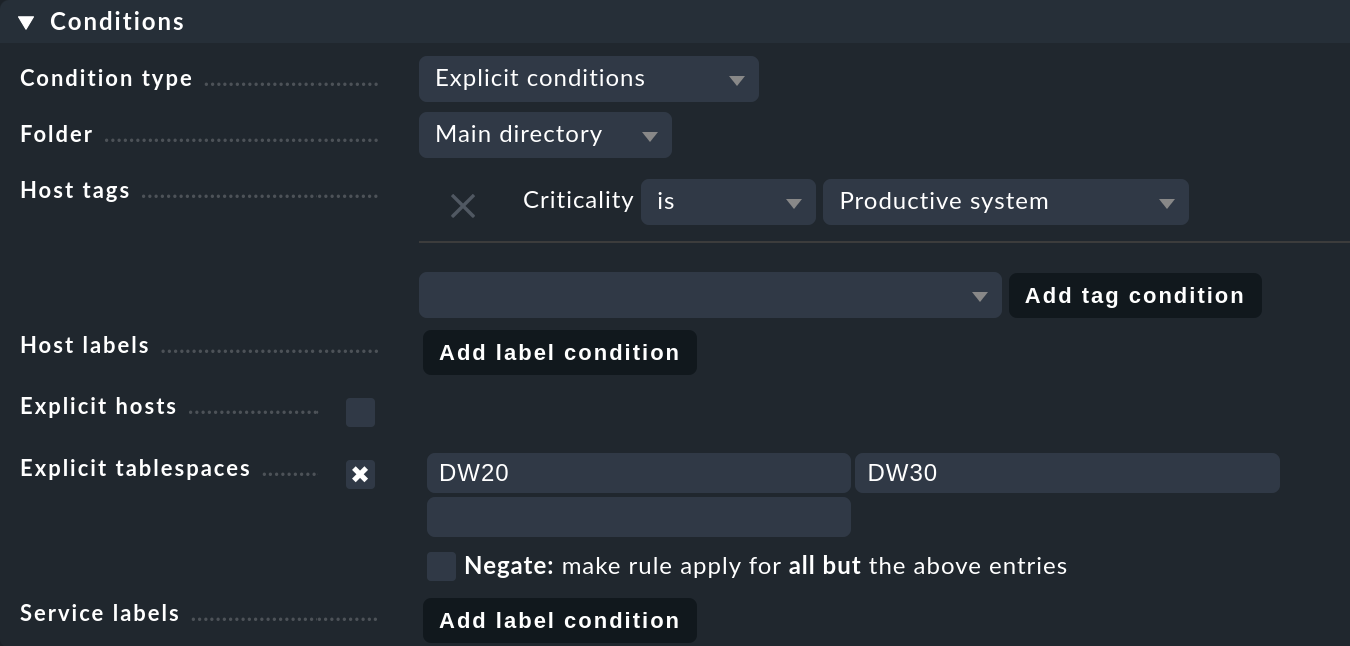 Conditions
Condition type Explicit conditions
Folder Main directory
Host tags Criticality is Productive system
Add tag condition
Host labels Add label condition
Explicit hosts
Explicit tablespaces DW20 DW30
Negate: make rule apply for all but the above entries
Service labels Add label condition